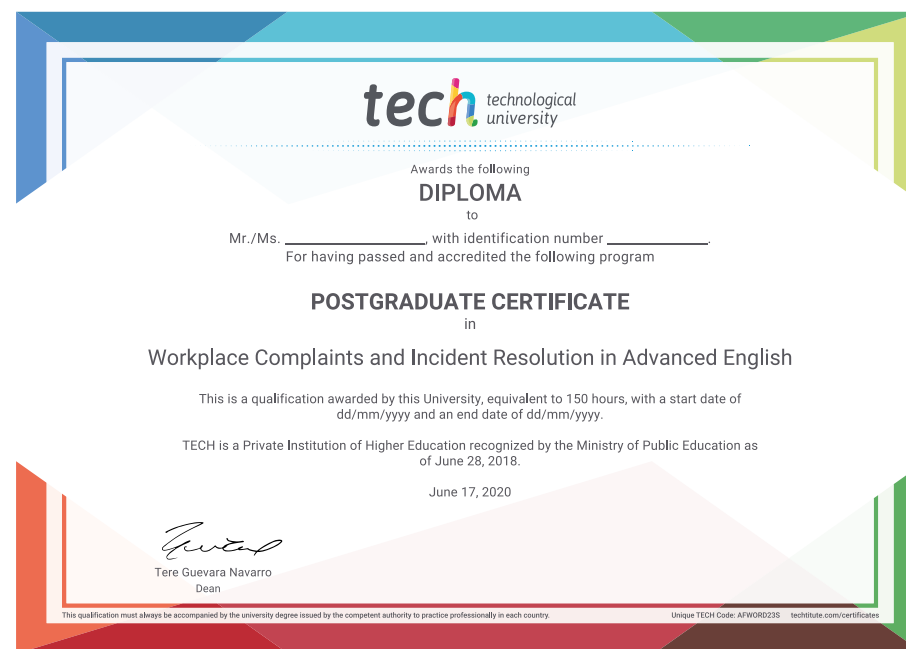 tech technological
university
Awards the following
DIPLOMA
to
Mr./Ms. ____________________, with identification number ______________.
For having passed and accredited the following program
POSTGRADUATE CERTIFICATE
in
Workplace Complaints and Incident Resolution in Advanced English
This is a qualification awarded by this University, equivalent to 150 hours, with a start date of
dd/mm/yyyy and an end date of dd/mm/yyyy.
TECH is a Private Institution of Higher Education recognized by the Ministry of Public Education as
of June 28, 2018.
June 17, 2020
Tere Guevara Navarro
Dean
This qualification must always be accompanied by the university degree issued by the competent authority to practice professionally in each country. Unique TECH Code: AFWORD23S techtitute.com/certificates